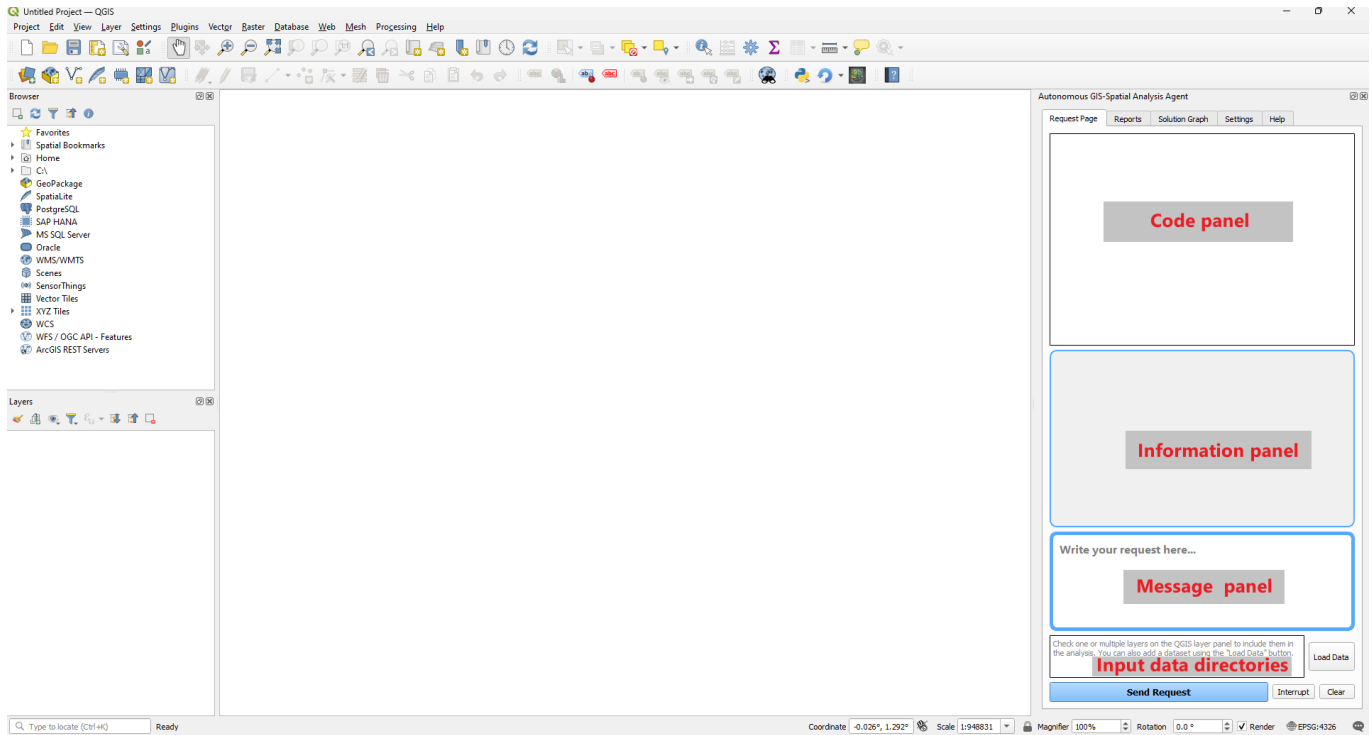 Untitled Project — QGIS
Project Edit View Layer Settings Plugins Vector Raster Database Web Mesh Processing Help
Browser
Favorites
Spatial Bookmarks
Home
C:\
GeoPackage
SpatiaLite
PostgreSQL
SAP HANA
MS SQL Server
Oracle
WMS/WMTS
Scenes
SensorThings
Vector Tiles
XYZ Tiles
WCS
WFS / OGC API - Features
ArcGIS REST Servers
Layers
Autonomous GIS-Spatial Analysis Agent
Request Page Reports Solution Graph Settings Help
Code panel
Information panel
Write your request here...
Message panel
Check one or multiple layers on the QGIS layer panel to include them in
the analysis. You can also add a dataset using the "Load Data" button.
Input data directories
Load Data
Send Request Interrupt Clear
Type to locate (Ctrl+K) Ready Coordinate -0.026°, 1.292° Scale 1:948831 Magnifier 100% Rotation 0.0 ° Render EPSG:4326